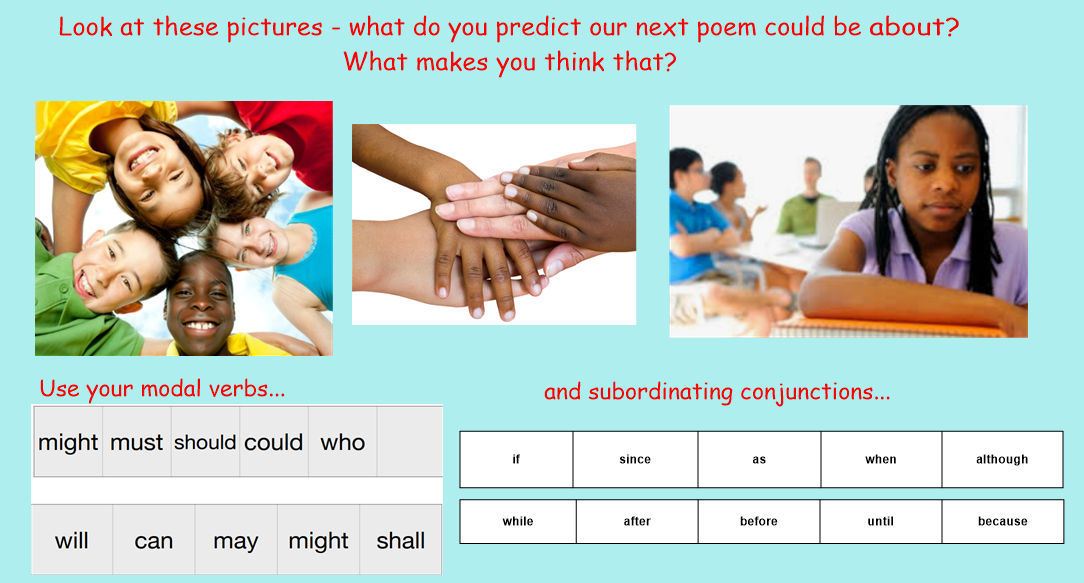 Look at these pictures - what do you predict our next poem could be about?
What makes you think that?
Use your modal verbs...
might must should could who
will can may might shall
and subordinating conjunctions...
if since as when although
while after before until because